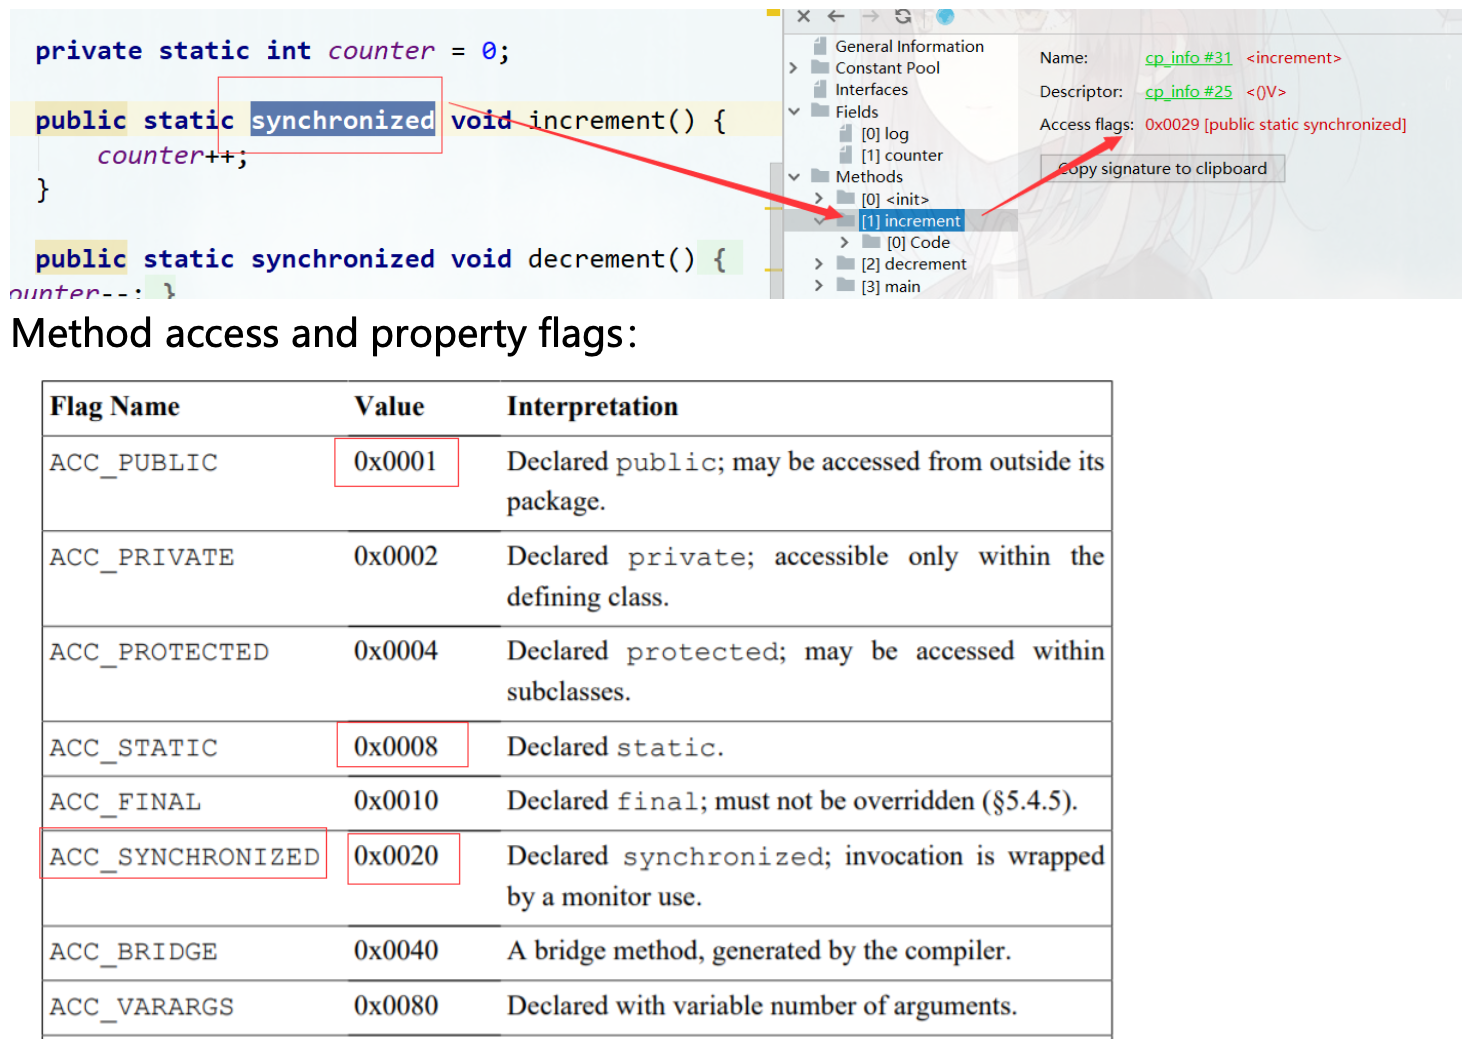 private static int counter = 0;
public static synchronized void increment() {
counter++;
}
public static synchronized void decrement() {
ounter--; }
General Information
Constant Pool
Interfaces
Fields
[0] log
[1] counter
Methods
[0] <init>
[1] increment
[0] Code
[2] decrement
[3] main
Name: cp_info #31 <increment>
Descriptor: cp_info #25 <()V>
Access flags: 0x0029 [public static synchronized]
Copy signature to clipboard
Method access and property flags：
Flag Name Value Interpretation
ACC_PUBLIC 0x0001 Declared public; may be accessed from outside its
package.
ACC_PRIVATE 0x0002 Declared private; accessible only within the
defining class.
ACC_PROTECTED 0x0004 Declared protected; may be accessed within
subclasses.
ACC_STATIC 0x0008 Declared static.
ACC_FINAL 0x0010 Declared final; must not be overridden (§5.4.5).
ACC_SYNCHRONIZED 0x0020 Declared synchronized; invocation is wrapped
by a monitor use.
ACC_BRIDGE 0x0040 A bridge method, generated by the compiler.
ACC_VARARGS 0x0080 Declared with variable number of arguments.